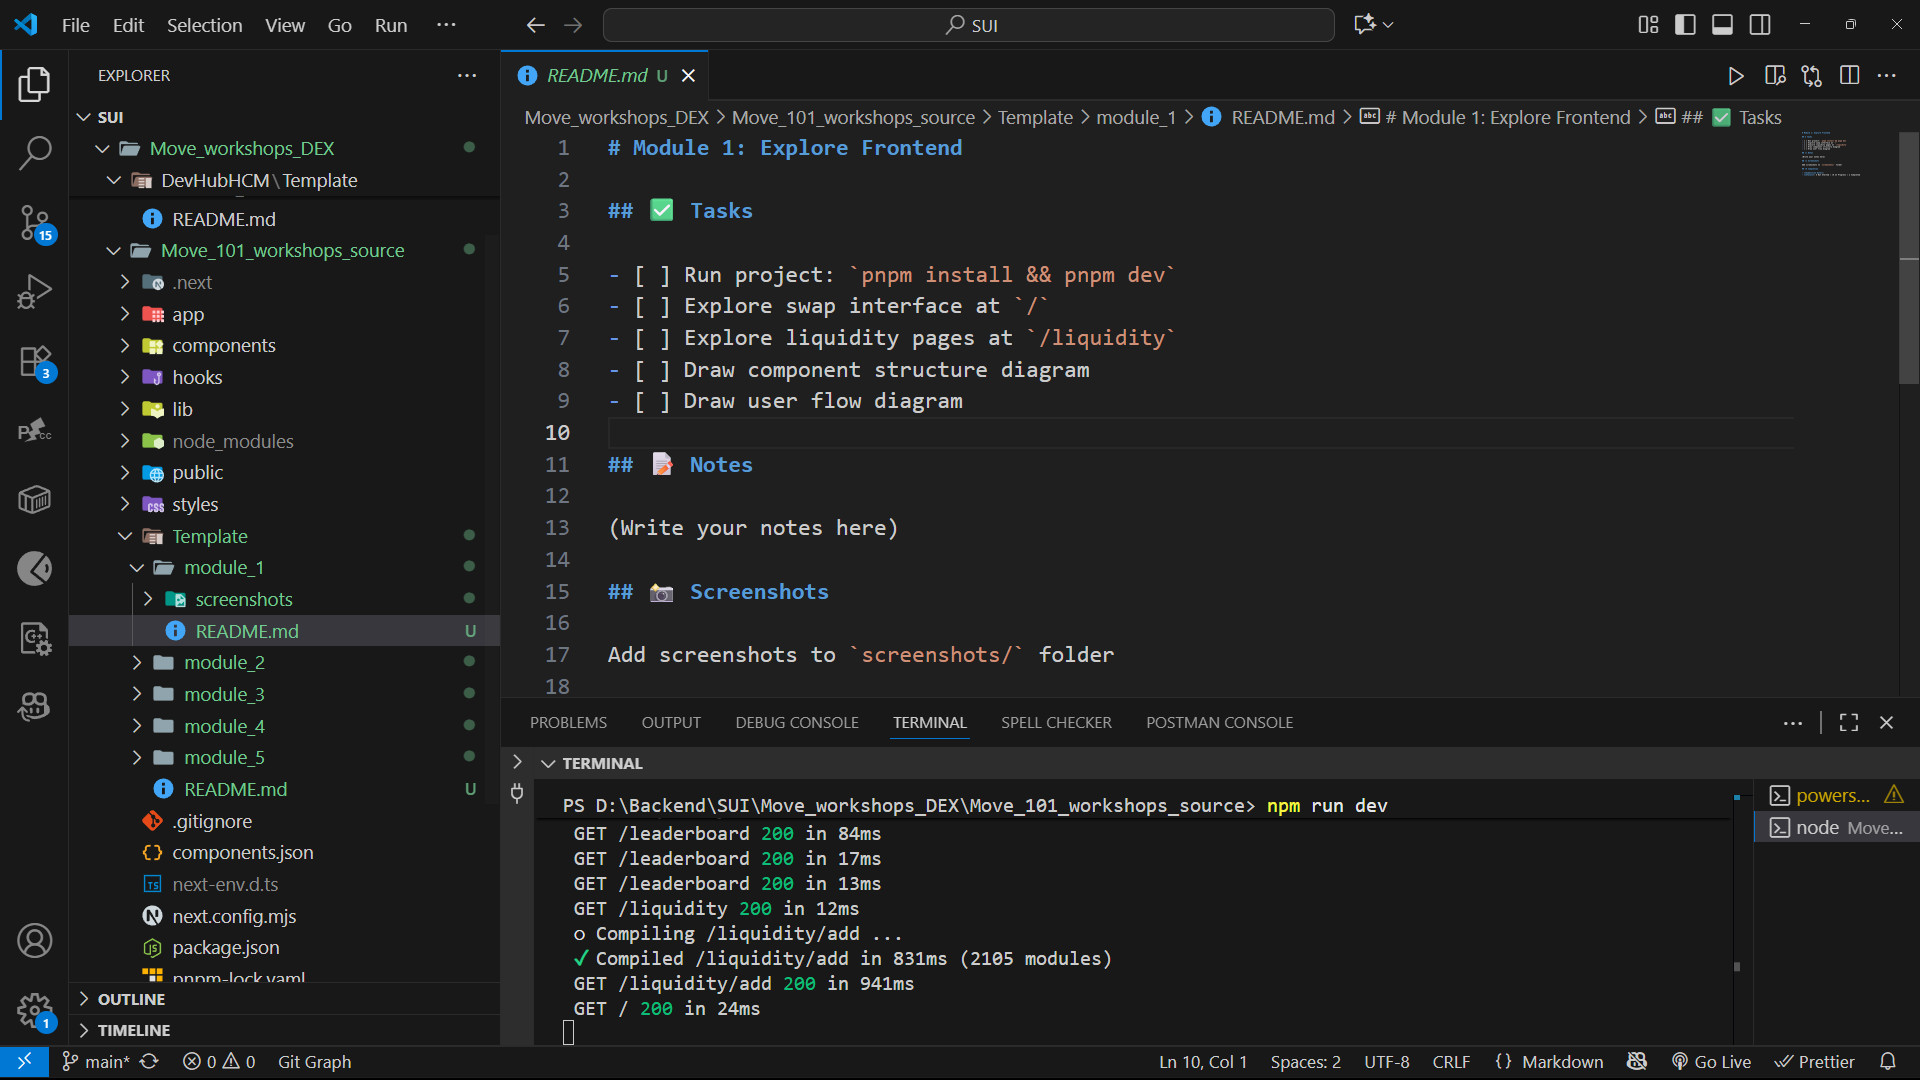 File Edit Selection View Go Run ···
SUI
EXPLORER
SUI
Move_workshops_DEX
DevHubHCM\Template
README.md
Move_101_workshops_source
.next
app
components
hooks
lib
node_modules
public
styles
Template
module_1
screenshots
README.md U
module_2
module_3
module_4
module_5
README.md U
.gitignore
components.json
next-env.d.ts
next.config.mjs
package.json
pnpm-lock.yaml
OUTLINE
TIMELINE
15
3
PROS.cc
1
README.md U
Move_workshops_DEX > Move_101_workshops_source > Template > module_1 > README.md > # Module 1: Explore Frontend > ## ✅ Tasks
1 # Module 1: Explore Frontend
2
3 ## ✅ Tasks
4
5 - [ ] Run project: `pnpm install && pnpm dev`
6 - [ ] Explore swap interface at `/`
7 - [ ] Explore liquidity pages at `/liquidity`
8 - [ ] Draw component structure diagram
9 - [ ] Draw user flow diagram
10
11 ## 📝 Notes
12
13 (Write your notes here)
14
15 ## 📸 Screenshots
16
17 Add screenshots to `screenshots/` folder
18
PROBLEMS OUTPUT DEBUG CONSOLE TERMINAL SPELL CHECKER POSTMAN CONSOLE
TERMINAL
PS D:\Backend\SUI\Move_workshops_DEX\Move_101_workshops_source> npm run dev
GET /leaderboard 200 in 84ms
GET /leaderboard 200 in 17ms
GET /leaderboard 200 in 13ms
GET /liquidity 200 in 12ms
○ Compiling /liquidity/add ...
✓ Compiled /liquidity/add in 831ms (2105 modules)
GET /liquidity/add 200 in 941ms
GET / 200 in 24ms
powers...
node Move...
main* 0 0 Git Graph
Ln 10, Col 1 Spaces: 2 UTF-8 CRLF {} Markdown Go Live Prettier